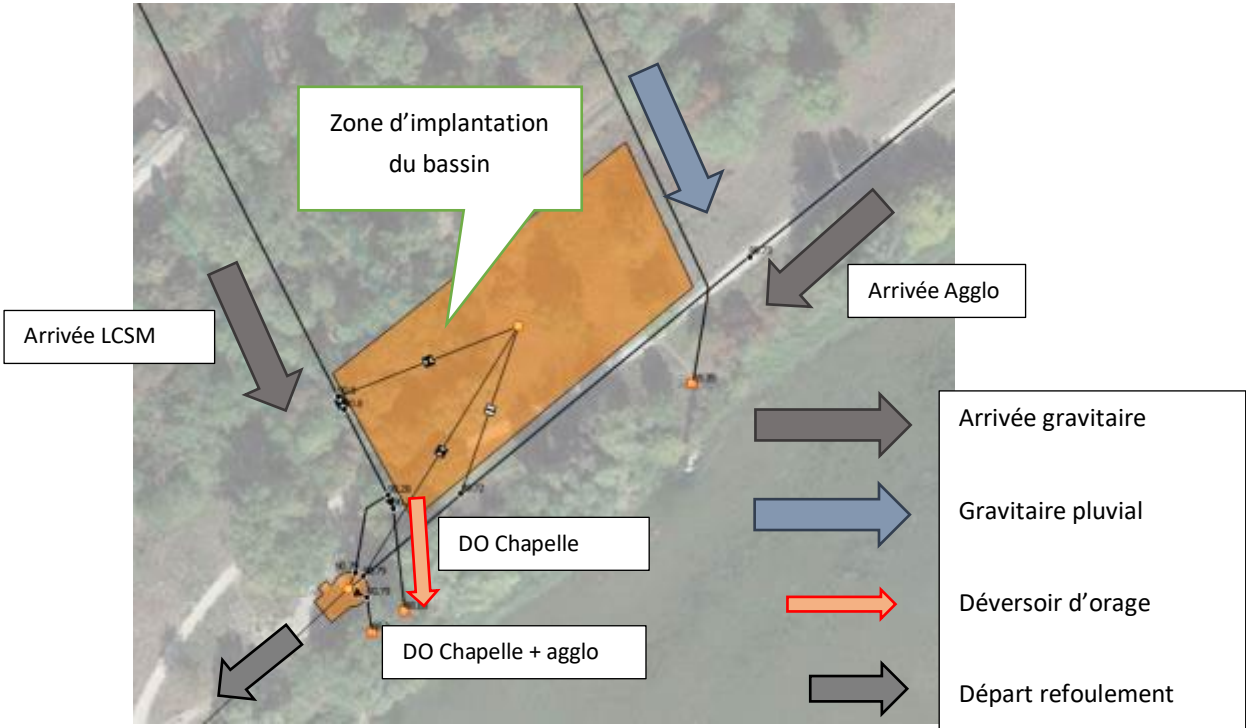 Zone d’implantation
du bassin
Arrivée LCSM
Arrivée Agglo
DO Chapelle
DO Chapelle + agglo
Arrivée gravitaire
Gravitaire pluvial
Déversoir d’orage
Départ refoulement